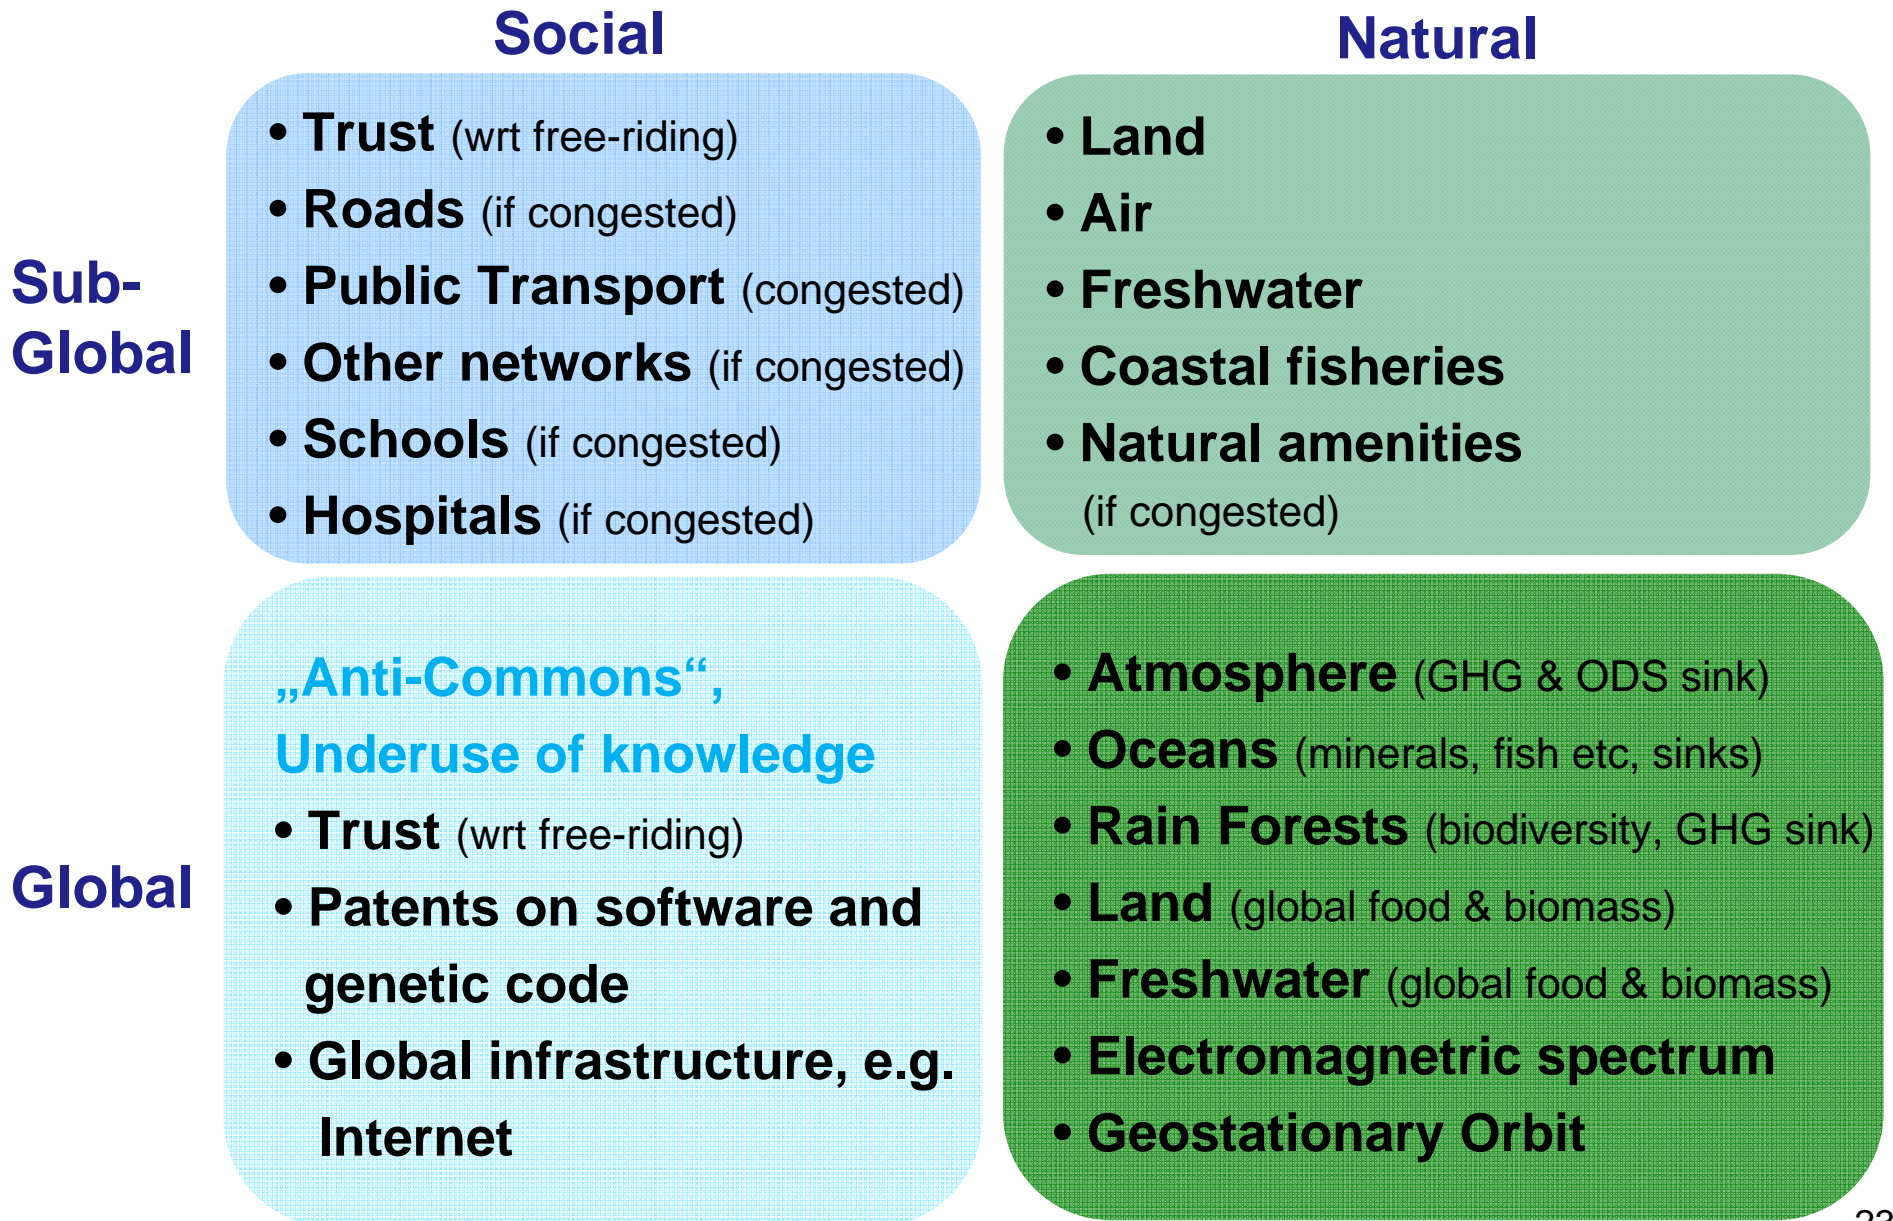 Social
Natural
Sub-
Global
• Trust (wrt free-riding)
• Roads (if congested)
• Public Transport (congested)
• Other networks (if congested)
• Schools (if congested)
• Hospitals (if congested)
• Land
• Air
• Freshwater
• Coastal fisheries
• Natural amenities
(if congested)
Global
„Anti-Commons“,
Underuse of knowledge
• Trust (wrt free-riding)
• Patents on software and
genetic code
• Global infrastructure, e.g.
Internet
• Atmosphere (GHG & ODS sink)
• Oceans (minerals, fish etc, sinks)
• Rain Forests (biodiversity, GHG sink)
• Land (global food & biomass)
• Freshwater (global food & biomass)
• Electromagnetric spectrum
• Geostationary Orbit